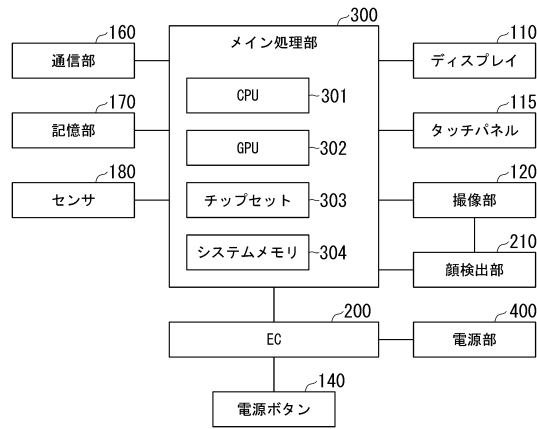 300
メイン処理部
CPU
301
GPU
302
チップセット
303
システムメモリ
304
160
通信部
170
記憶部
180
センサ
110
ディスプレイ
115
タッチパネル
120
撮像部
210
顔検出部
200
EC
400
電源部
140
電源ボタン